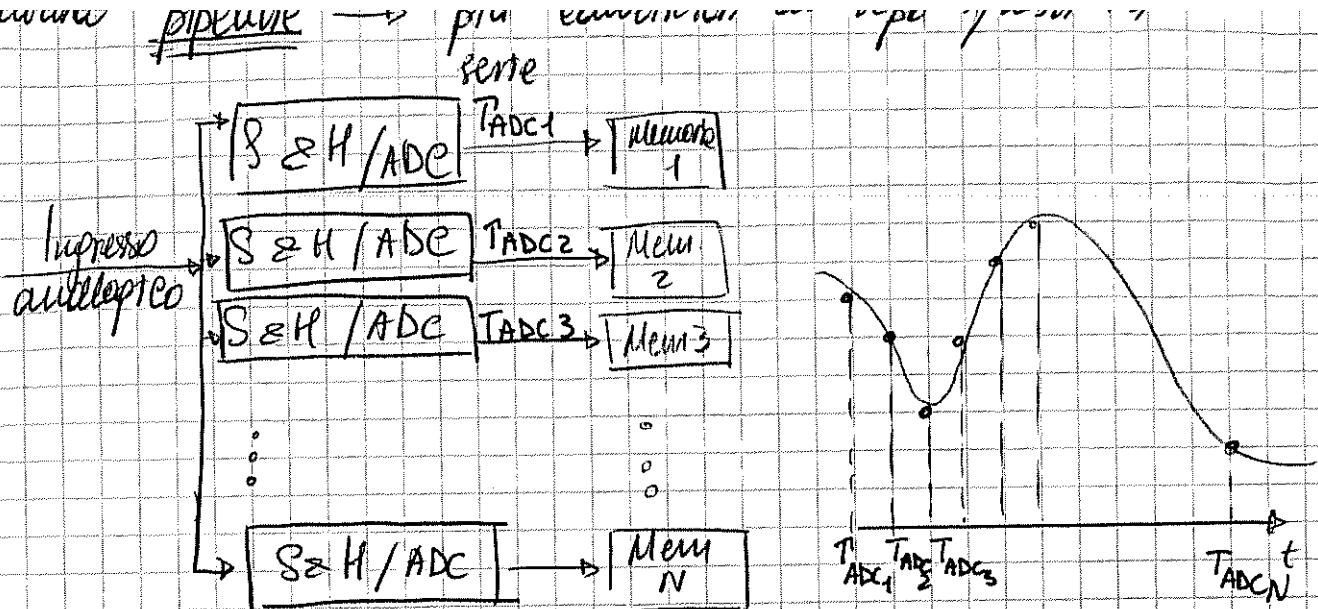 pipeline → più
serie
S&H/ADC TADC1 Memoria 1
Ingresso analogico
S&H/ADC TADC2 Mem 2
S&H/ADC TADC3 Mem 3
S&H/ADC Mem N
TADC1 TADC2 TADC3 TADCN t